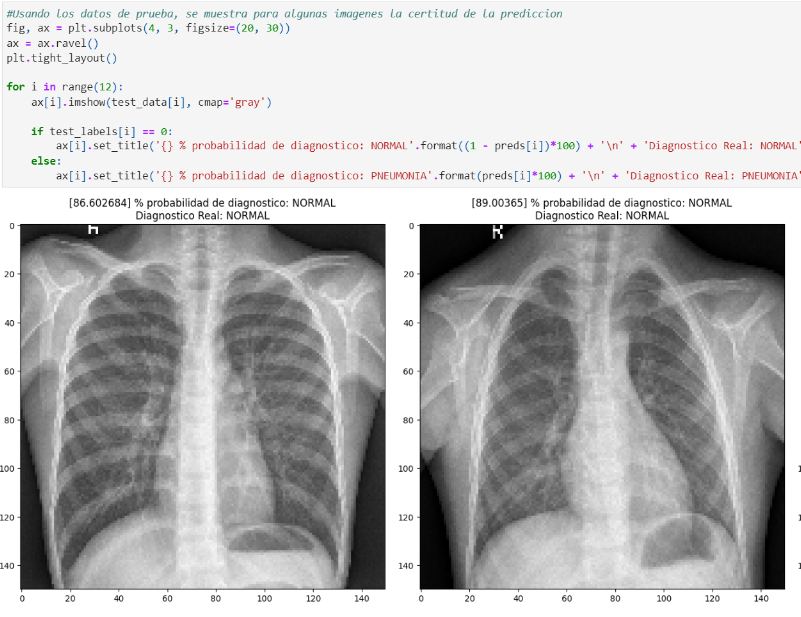 #Usando los datos de prueba, se muestra para algunas imagenes la certitud de la prediccion
fig, ax = plt.subplots(4, 3, figsize=(20, 30))
ax = ax.ravel()
plt.tight_layout()
for i in range(12):
ax[i].imshow(test_data[i], cmap='gray')
if test_labels[i] == 0:
ax[i].set_title('{} % probabilidad de diagnostico: NORMAL'.format((1 - preds[i])*100) + '\n' + 'Diagnostico Real: NORMAL'
else:
ax[i].set_title('{} % probabilidad de diagnostico: PNEUMONIA'.format(preds[i]*100) + '\n' + 'Diagnostico Real: PNEUMONIA'
[86.602684] % probabilidad de diagnostico: NORMAL
Diagnostico Real: NORMAL
0
20
40
60
80
100
120
140
0 20 40 60 80 100 120 140
[89.00365] % probabilidad de diagnostico: NORMAL
Diagnostico Real: NORMAL
R
0
20
40
60
80
100
120
140
0 20 40 60 80 100 120 140